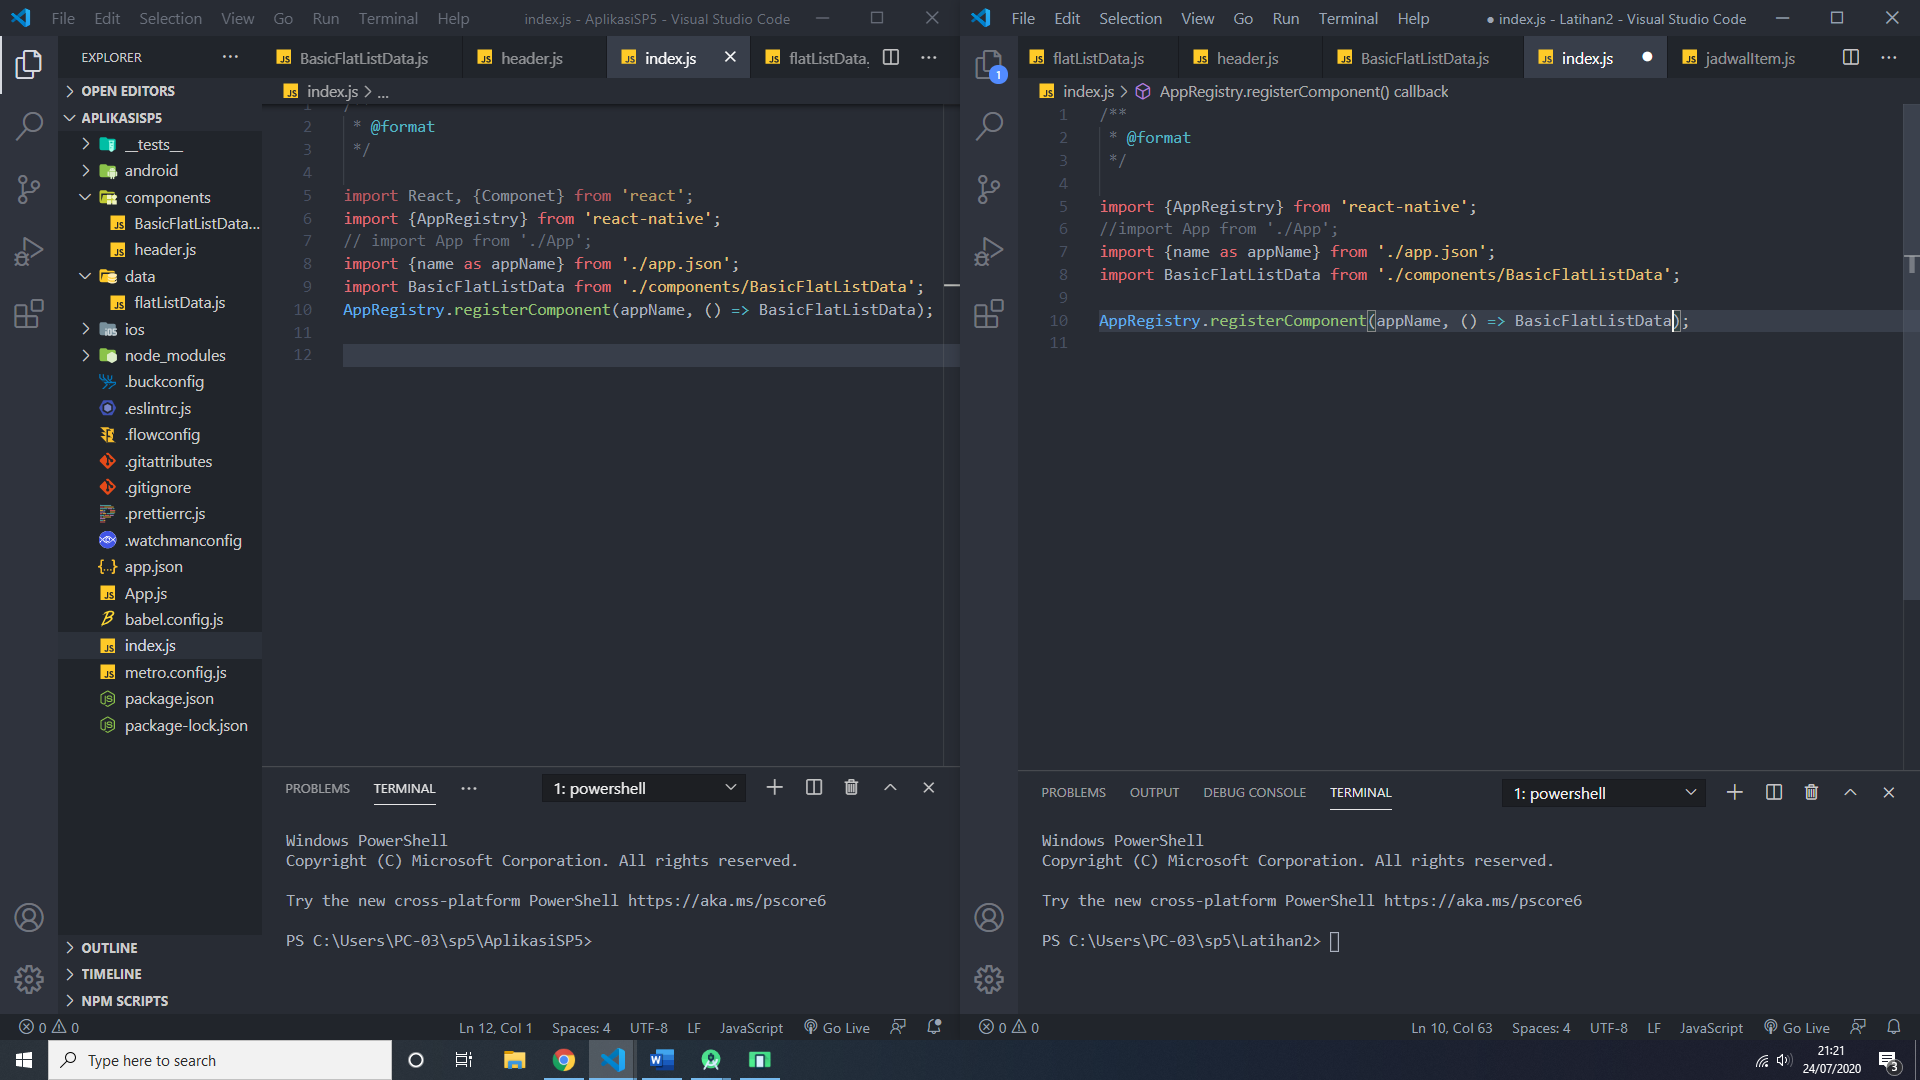 File Edit Selection View Go Run Terminal Help index.js - AplikasiSP5 - Visual Studio Code
EXPLORER
OPEN EDITORS
APLIKASISP5
__tests__
android
components
BasicFlatListData...
header.js
data
flatListData.js
ios
node_modules
.buckconfig
.eslintrc.js
.flowconfig
.gitattributes
.gitignore
.prettierrc.js
.watchmanconfig
app.json
App.js
babel.config.js
index.js
metro.config.js
package.json
package-lock.json
OUTLINE
TIMELINE
NPM SCRIPTS
BasicFlatListData.js header.js index.js flatListData.
index.js > ...
1 /**
2 * @format
3 */
4
5 import React, {Componet} from 'react';
6 import {AppRegistry} from 'react-native';
7 // import App from './App';
8 import {name as appName} from './app.json';
9 import BasicFlatListData from './components/BasicFlatListData';
10 AppRegistry.registerComponent(appName, () => BasicFlatListData);
11
12
PROBLEMS TERMINAL 1: powershell
Windows PowerShell
Copyright (C) Microsoft Corporation. All rights reserved.
Try the new cross-platform PowerShell https://aka.ms/pscore6
PS C:\Users\PC-03\sp5\AplikasiSP5>
0 0 Ln 12, Col 1 Spaces: 4 UTF-8 LF JavaScript Go Live
File Edit Selection View Go Run Terminal Help ● index.js - Latihan2 - Visual Studio Code
1
flatListData.js header.js BasicFlatListData.js index.js jadwalItem.js
index.js > AppRegistry.registerComponent() callback
1 /**
2 * @format
3 */
4
5 import {AppRegistry} from 'react-native';
6 //import App from './App';
7 import {name as appName} from './app.json';
8 import BasicFlatListData from './components/BasicFlatListData';
9
10 AppRegistry.registerComponent(appName, () => BasicFlatListData);
11
PROBLEMS OUTPUT DEBUG CONSOLE TERMINAL 1: powershell
Windows PowerShell
Copyright (C) Microsoft Corporation. All rights reserved.
Try the new cross-platform PowerShell https://aka.ms/pscore6
PS C:\Users\PC-03\sp5\Latihan2>
0 0 Ln 10, Col 63 Spaces: 4 UTF-8 LF JavaScript Go Live
Type here to search
21:21
24/07/2020
3